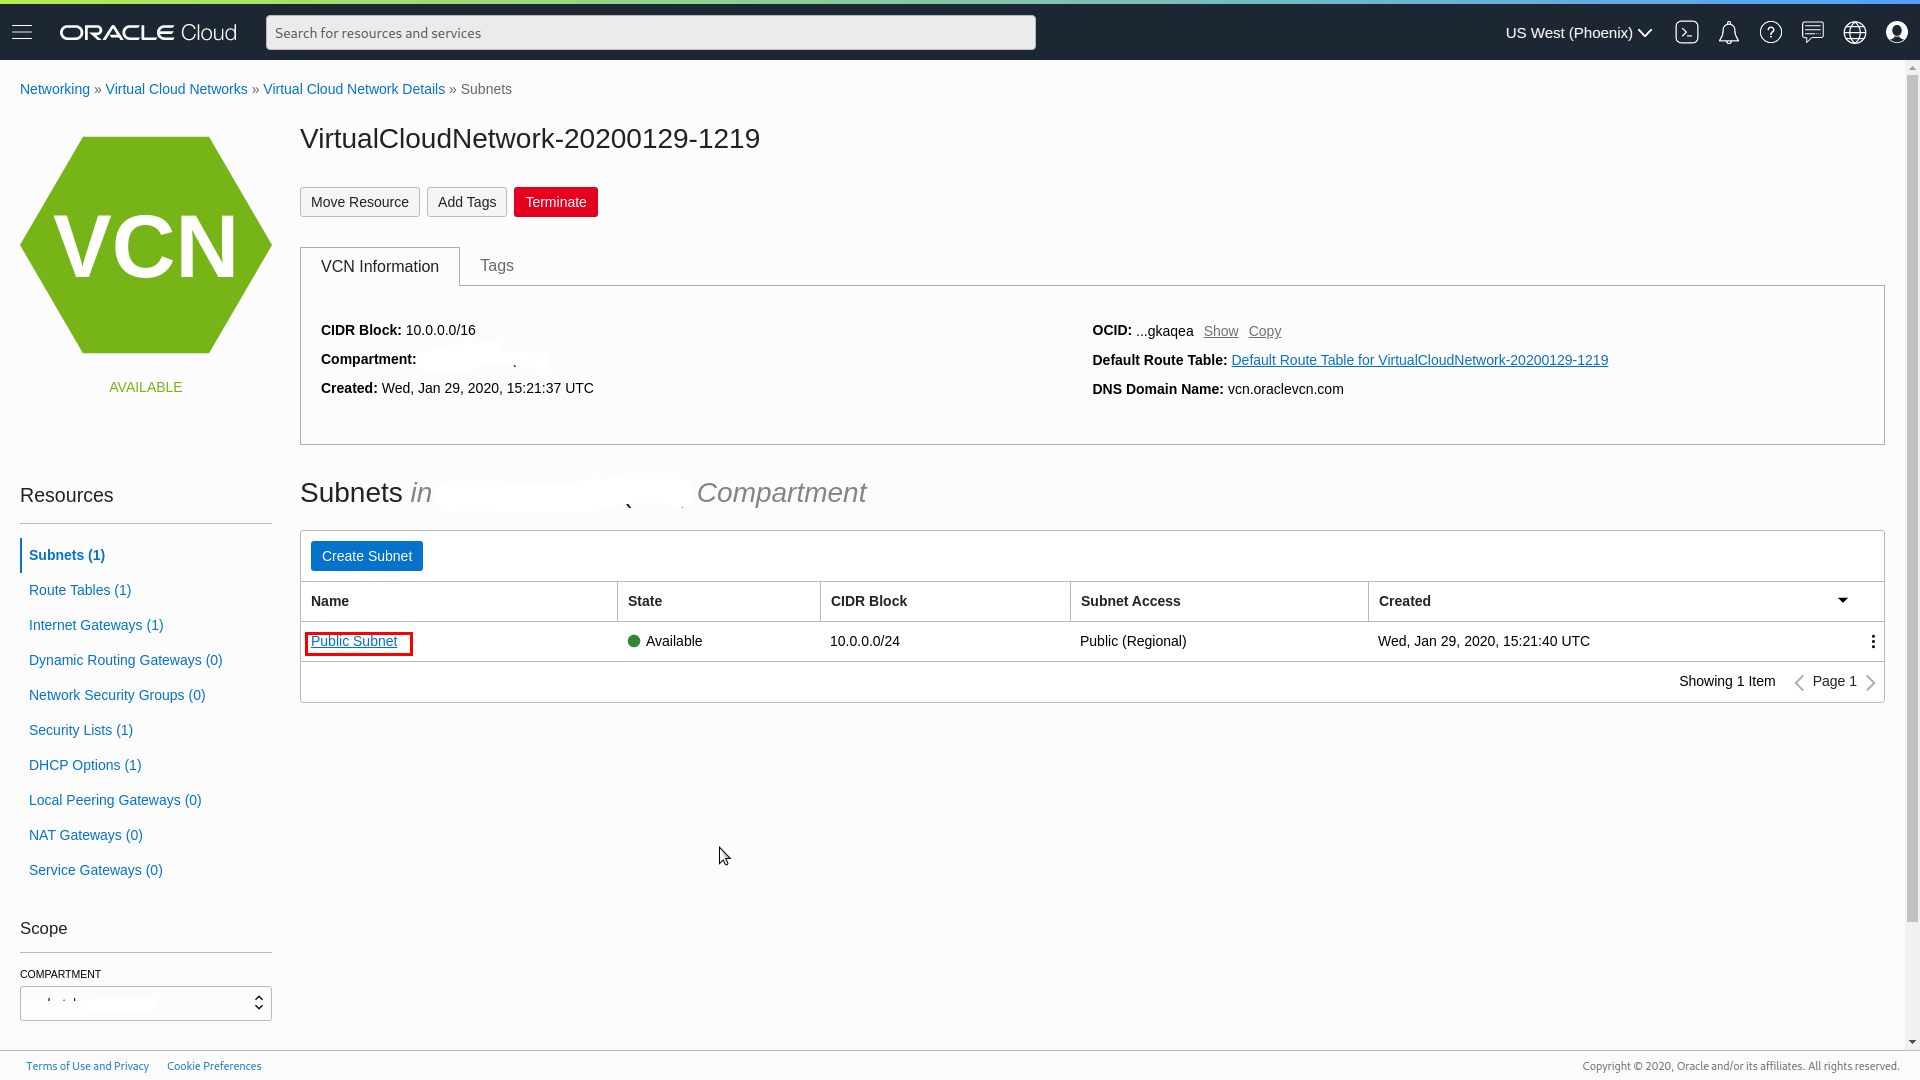 ORACLE Cloud
Search for resources and services
US West (Phoenix)
Networking » Virtual Cloud Networks » Virtual Cloud Network Details » Subnets
VCN
AVAILABLE
VirtualCloudNetwork-20200129-1219
Move Resource Add Tags Terminate
VCN Information Tags
CIDR Block: 10.0.0.0/16
Compartment:
Created: Wed, Jan 29, 2020, 15:21:37 UTC
OCID: ...gkaqea Show Copy
Default Route Table: Default Route Table for VirtualCloudNetwork-20200129-1219
DNS Domain Name: vcn.oraclevcn.com
Resources
Subnets (1)
Route Tables (1)
Internet Gateways (1)
Dynamic Routing Gateways (0)
Network Security Groups (0)
Security Lists (1)
DHCP Options (1)
Local Peering Gateways (0)
NAT Gateways (0)
Service Gateways (0)
Scope
COMPARTMENT
Subnets in Compartment
Create Subnet
Name State CIDR Block Subnet Access Created
Public Subnet Available 10.0.0.0/24 Public (Regional) Wed, Jan 29, 2020, 15:21:40 UTC
Showing 1 Item Page 1
Terms of Use and Privacy Cookie Preferences
Copyright © 2020, Oracle and/or its affiliates. All rights reserved.